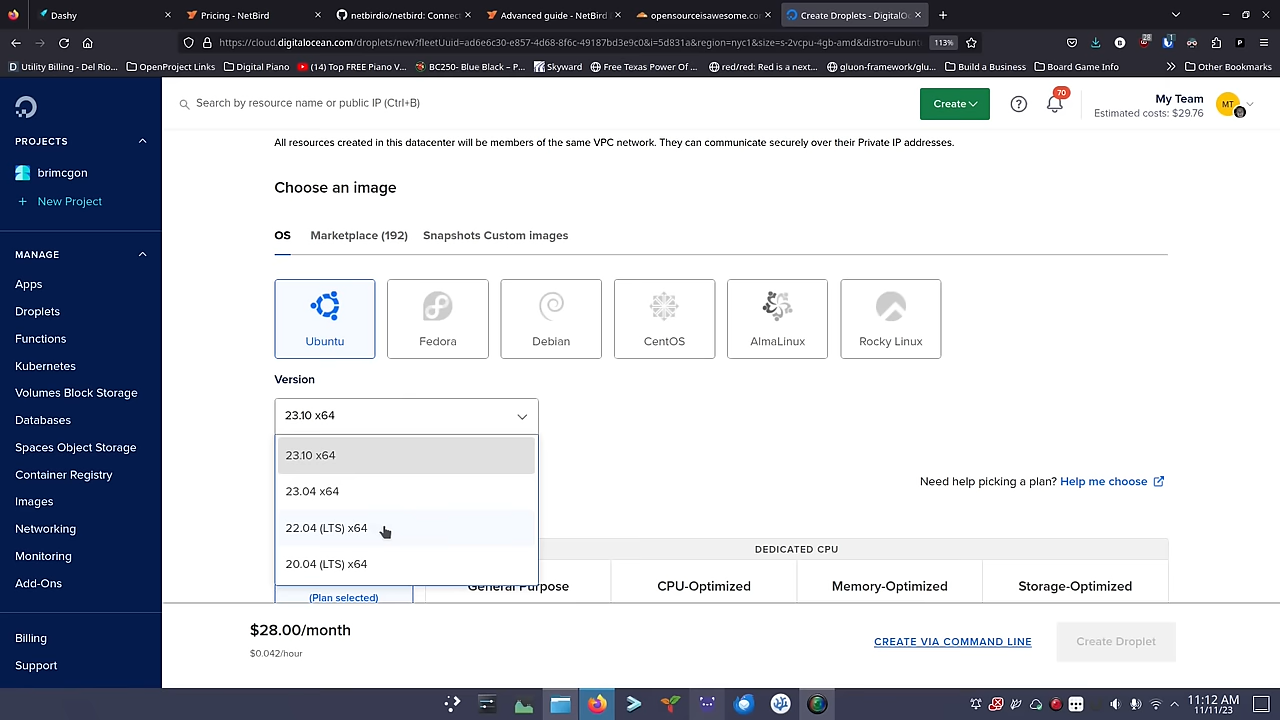 Dashy
Pricing - NetBird
netbirdio/netbird: Connec
Advanced guide - NetBird
opensourceisawesome.co
Create Droplets - DigitalO
https://cloud.digitalocean.com/droplets/new?fleetUuid=ad6e6c30-e857-4d68-8f6c-49187bd3e9c0&i=5d831a&region=nyc1&size=s-2vcpu-4gb-amd&distro=ubunt
113%
Utility Billing - Del Rio...
OpenProject Links
Digital Piano
(14) Top FREE Piano V...
BC250- Blue Black – P...
Skyward
Free Texas Power Of ...
red/red: Red is a next...
gluon-framework/glu...
Build a Business
Board Game Info
Other Bookmarks
Search by resource name or public IP (Ctrl+B)
Create
70
My Team
Estimated costs: $29.76
MT
PROJECTS
brimcgon
+ New Project
MANAGE
Apps
Droplets
Functions
Kubernetes
Volumes Block Storage
Databases
Spaces Object Storage
Container Registry
Images
Networking
Monitoring
Add-Ons
Billing
Support
All resources created in this datacenter will be members of the same VPC network. They can communicate securely over their Private IP addresses.
Choose an image
OS
Marketplace (192)
Snapshots
Custom images
Ubuntu
Fedora
Debian
CentOS
AlmaLinux
Rocky Linux
Version
23.10 x64
23.10 x64
23.04 x64
22.04 (LTS) x64
20.04 (LTS) x64
Need help picking a plan? Help me choose
DEDICATED CPU
(Plan selected)
General Purpose
CPU-Optimized
Memory-Optimized
Storage-Optimized
$28.00/month
$0.042/hour
CREATE VIA COMMAND LINE
Create Droplet
11:12 AM
11/11/23